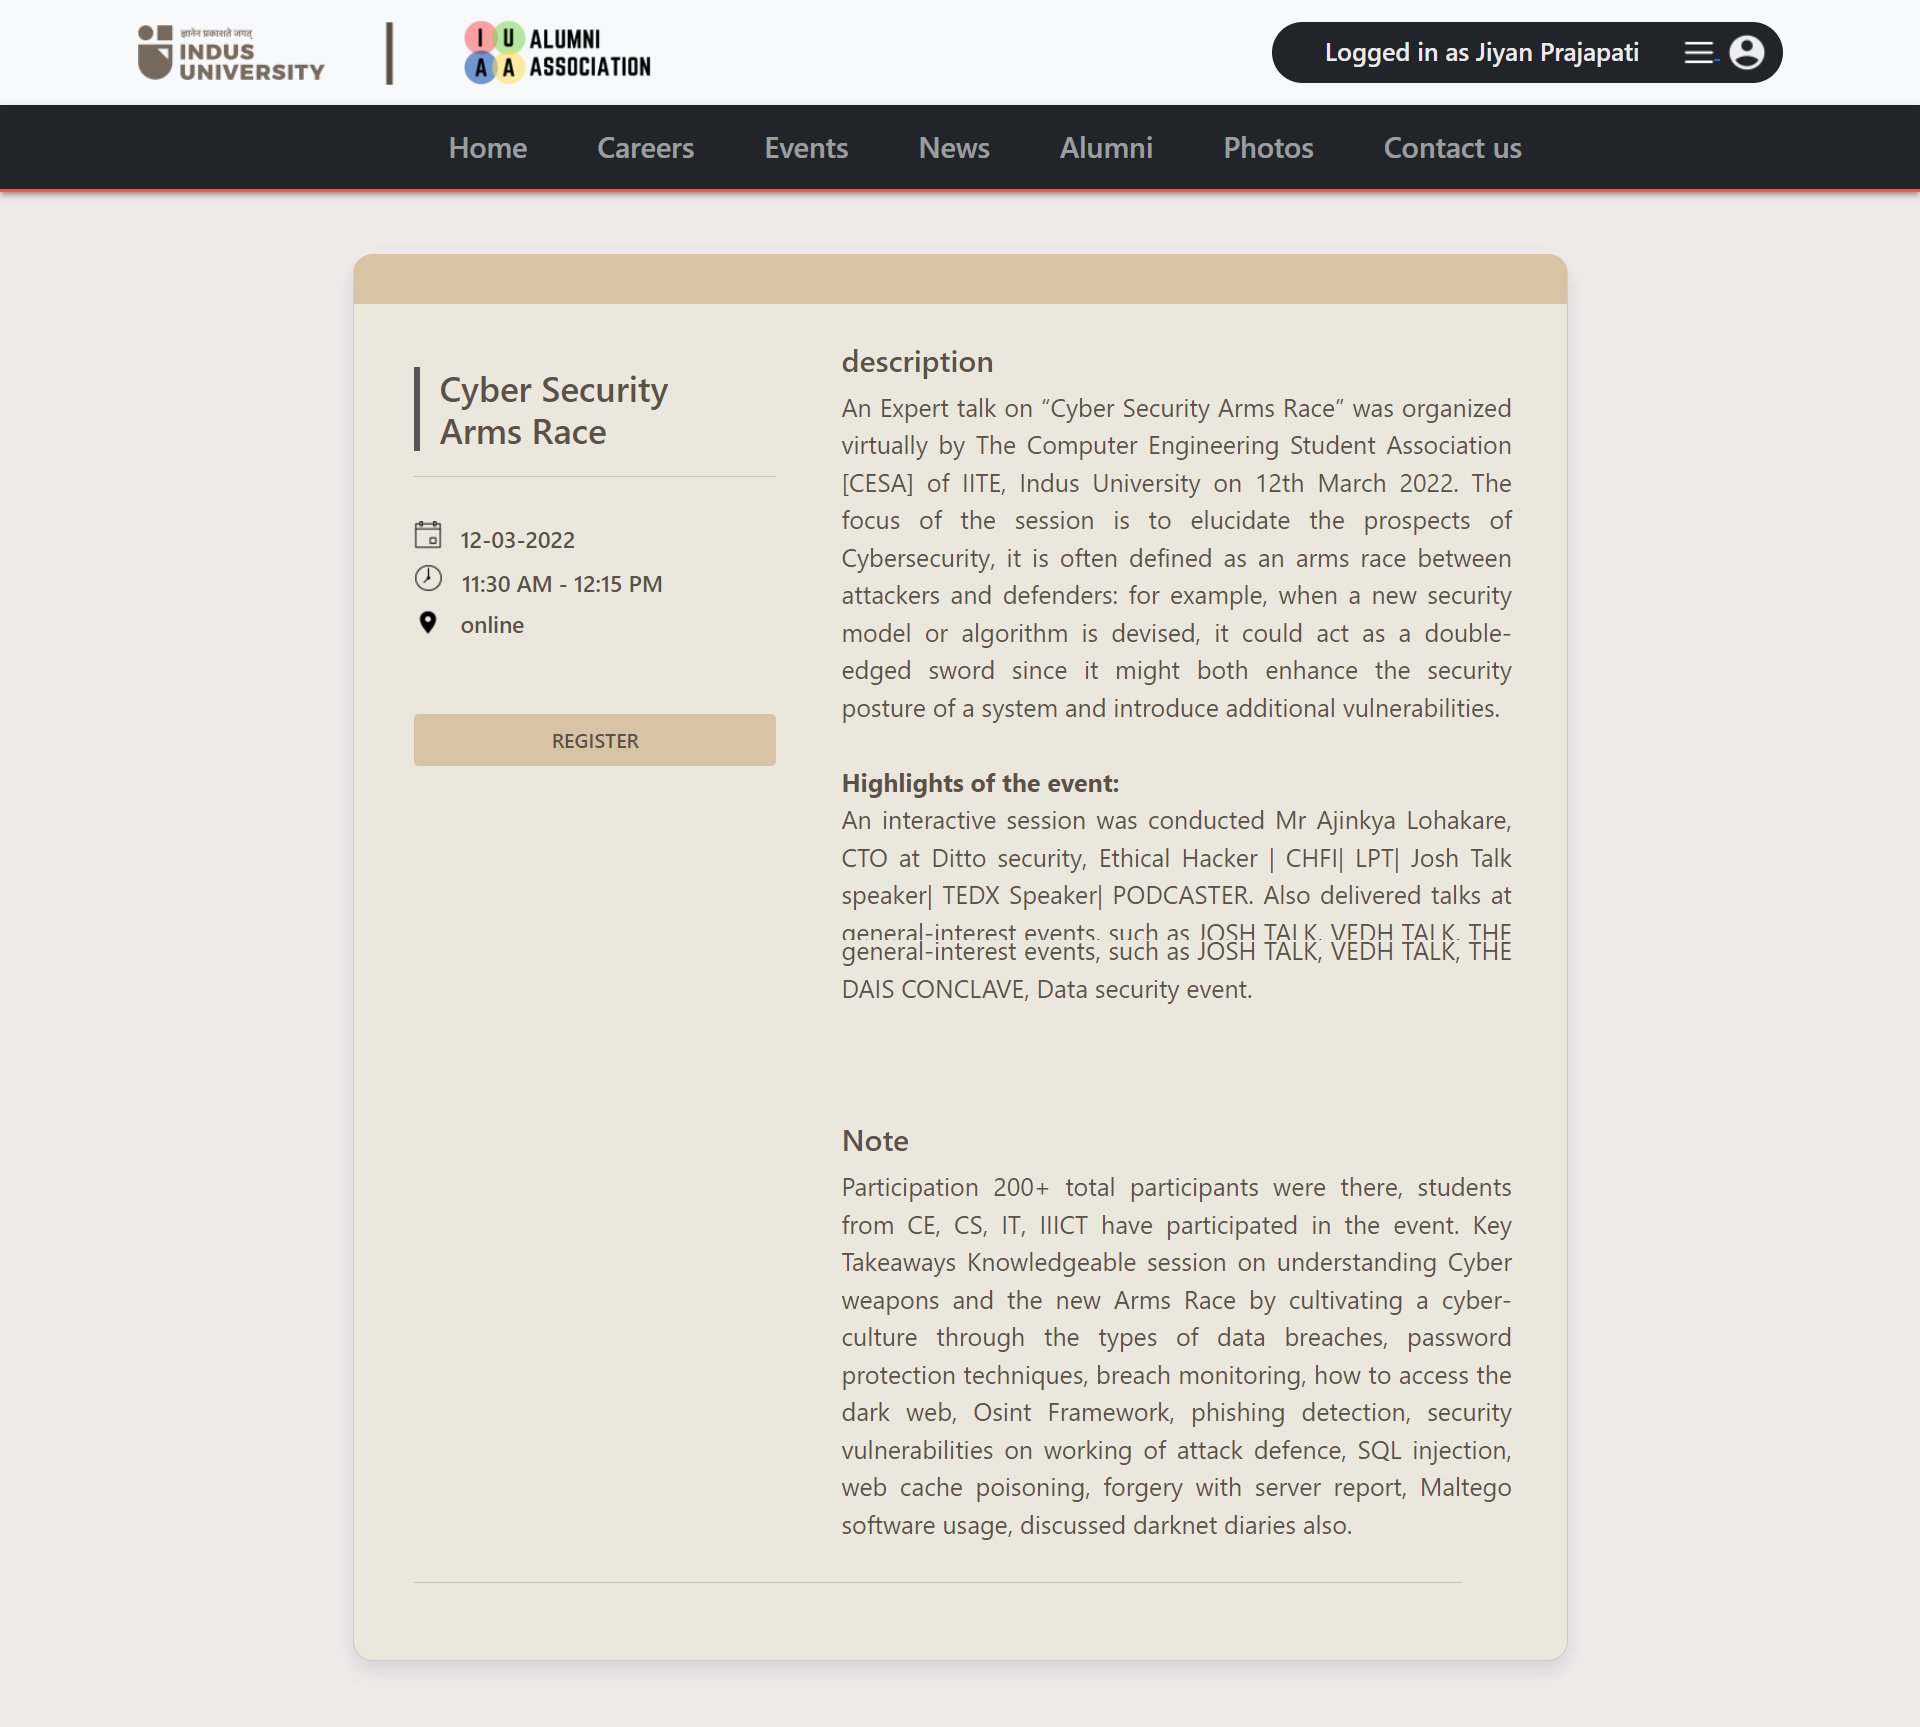 ज्ञानेन प्रकाशते जगत्
INDUS
UNIVERSITY
I U ALUMNI
A A ASSOCIATION
Logged in as Jiyan Prajapati
Home Careers Events News Alumni Photos Contact us
Cyber Security
Arms Race
12-03-2022
11:30 AM - 12:15 PM
online
REGISTER
description
An Expert talk on “Cyber Security Arms Race” was organized
virtually by The Computer Engineering Student Association
[CESA] of IITE, Indus University on 12th March 2022. The
focus of the session is to elucidate the prospects of
Cybersecurity, it is often defined as an arms race between
attackers and defenders: for example, when a new security
model or algorithm is devised, it could act as a double-
edged sword since it might both enhance the security
posture of a system and introduce additional vulnerabilities.
Highlights of the event:
An interactive session was conducted Mr Ajinkya Lohakare,
CTO at Ditto security, Ethical Hacker | CHFI| LPT| Josh Talk
speaker| TEDX Speaker| PODCASTER. Also delivered talks at
general-interest events, such as JOSH TALK, VEDH TALK, THE
general-interest events, such as JOSH TALK, VEDH TALK, THE
DAIS CONCLAVE, Data security event.
Note
Participation 200+ total participants were there, students
from CE, CS, IT, IIICT have participated in the event. Key
Takeaways Knowledgeable session on understanding Cyber
weapons and the new Arms Race by cultivating a cyber-
culture through the types of data breaches, password
protection techniques, breach monitoring, how to access the
dark web, Osint Framework, phishing detection, security
vulnerabilities on working of attack defence, SQL injection,
web cache poisoning, forgery with server report, Maltego
software usage, discussed darknet diaries also.